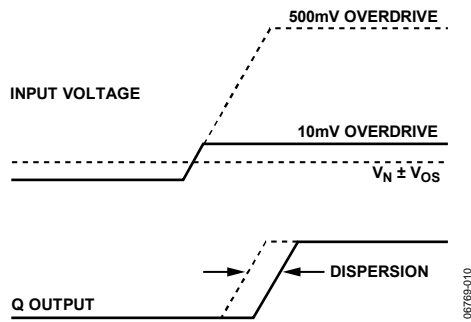 500mV OVERDRIVE
INPUT VOLTAGE
10mV OVERDRIVE
V_N ± V_OS
DISPERSION
Q OUTPUT
06769-010